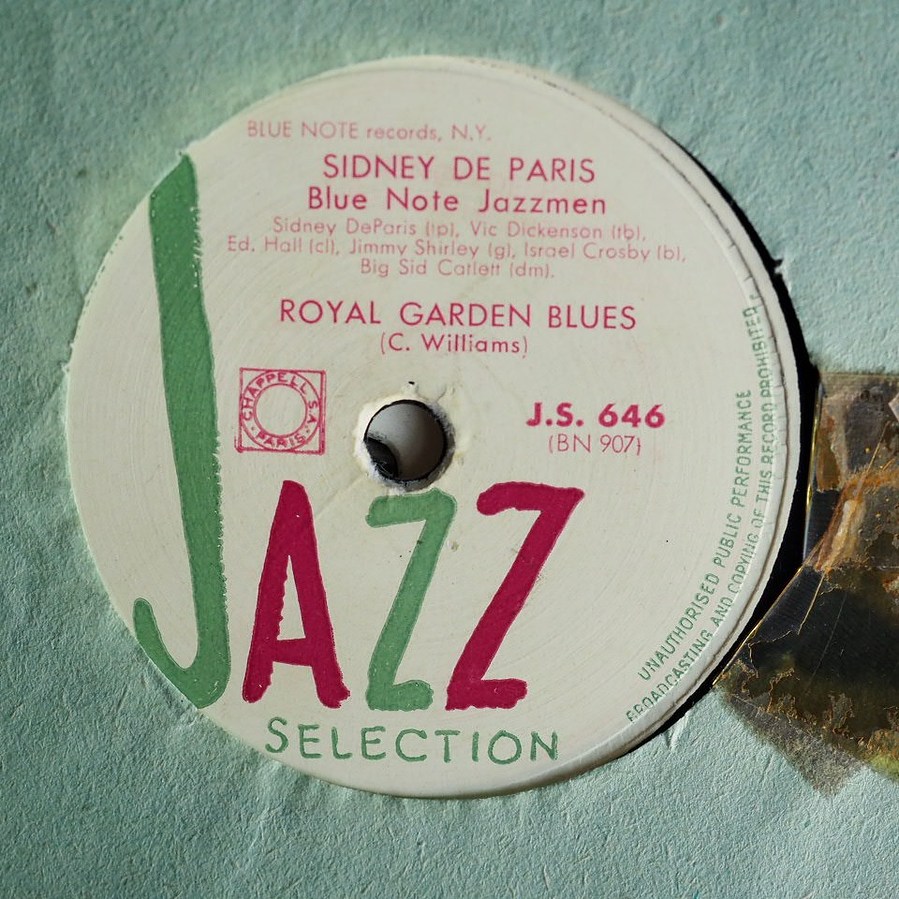 BLUE NOTE records, N.Y.
SIDNEY DE PARIS
Blue Note Jazzmen
Sidney DeParis (tp), Vic Dickenson (tb),
Ed. Hall (cl), Jimmy Shirley (g), Israel Crosby (b),
Big Sid Catlett (dm).
ROYAL GARDEN BLUES
(C. Williams)
CHAPPELL S.A.
PARIS
J.S. 646
(BN 907)
JAZZ
SELECTION
UNAUTHORISED PUBLIC PERFORMANCE
BROADCASTING AND COPYING OF THIS RECORD PROHIBITED